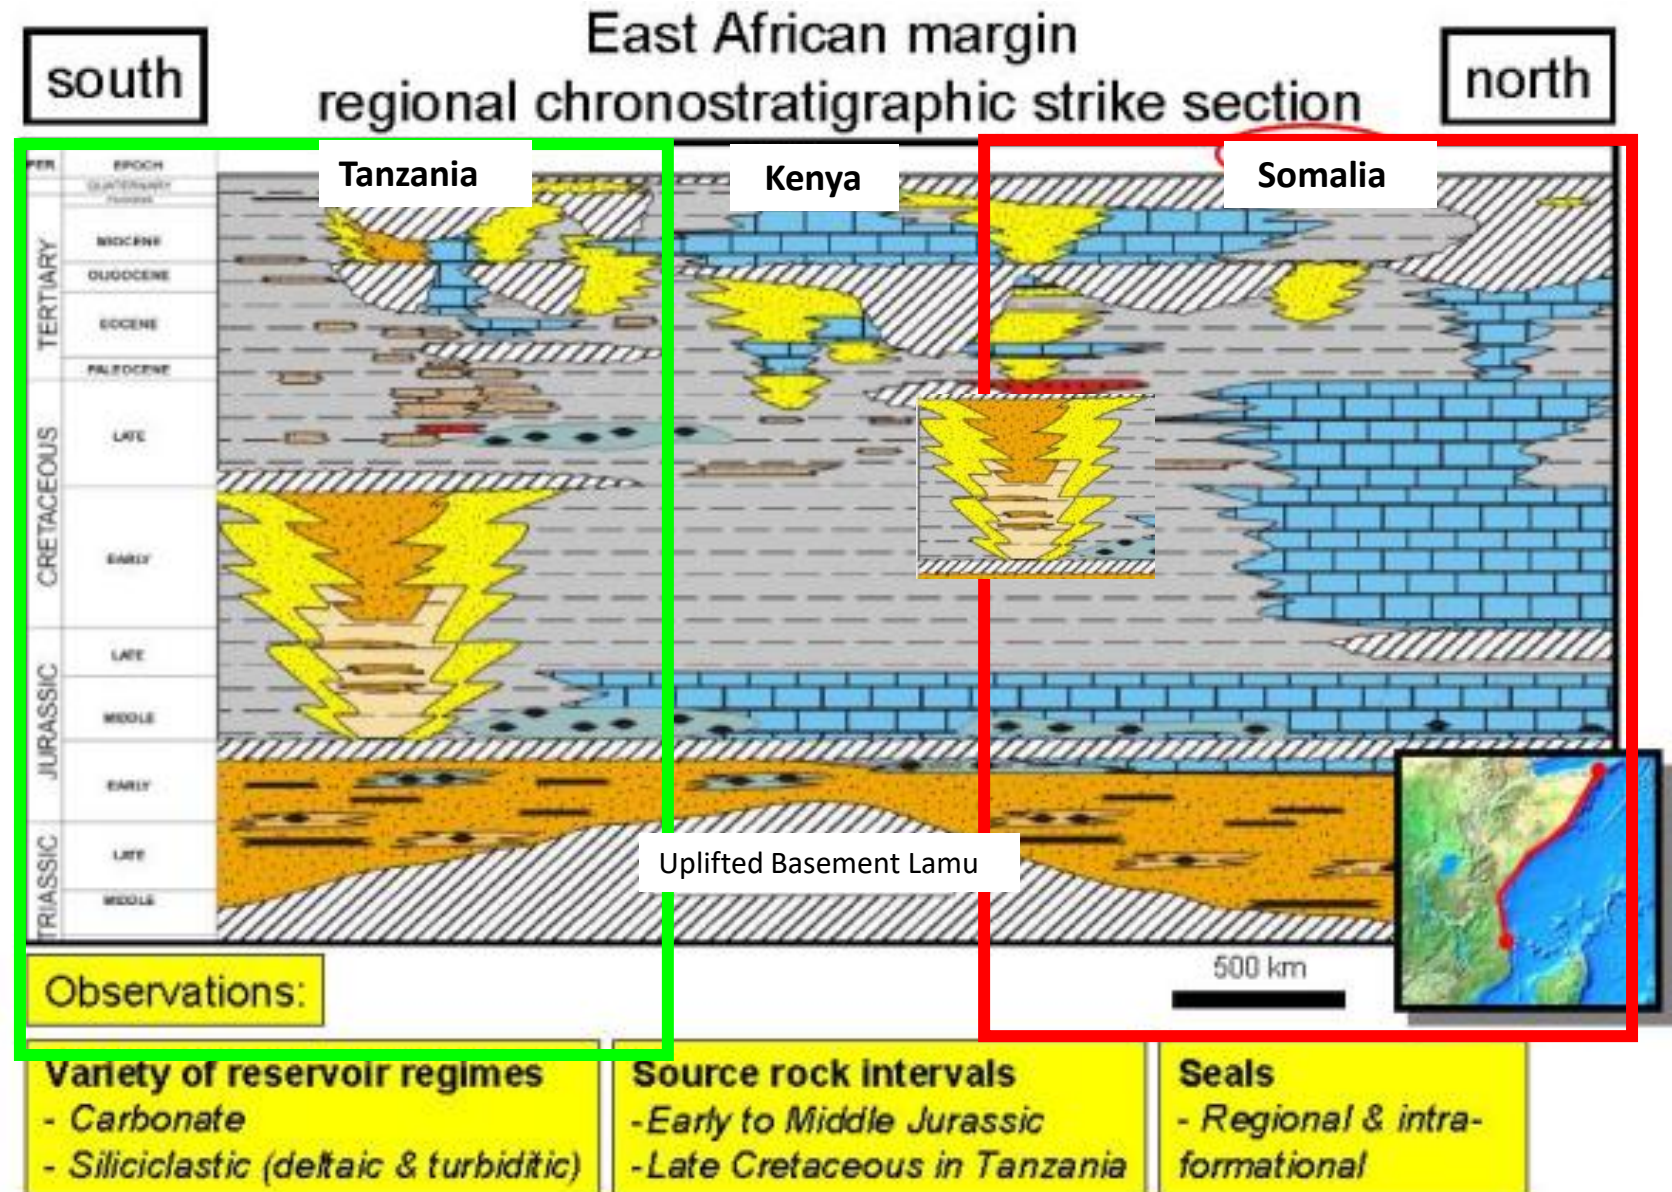 East African margin
south
north
regional chronostratigraphic strike section
PER
EPOCH
Tanzania
Kenya
Somalia
QUATERNARY
TERTIARY
MIOCENE
OLIGOCENE
EOCENE
PALEOCENE
CRETACEOUS
LATE
EARLY
JURASSIC
LATE
MIDDLE
EARLY
TRIASSIC
LATE
MIDDLE
Uplifted Basement Lamu
500 km
Observations:
Variety of reservoir regimes
- Carbonate
- Siliciclastic (deltaic & turbiditic)
Source rock intervals
-Early to Middle Jurassic
-Late Cretaceous in Tanzania
Seals
- Regional & intra-
formational